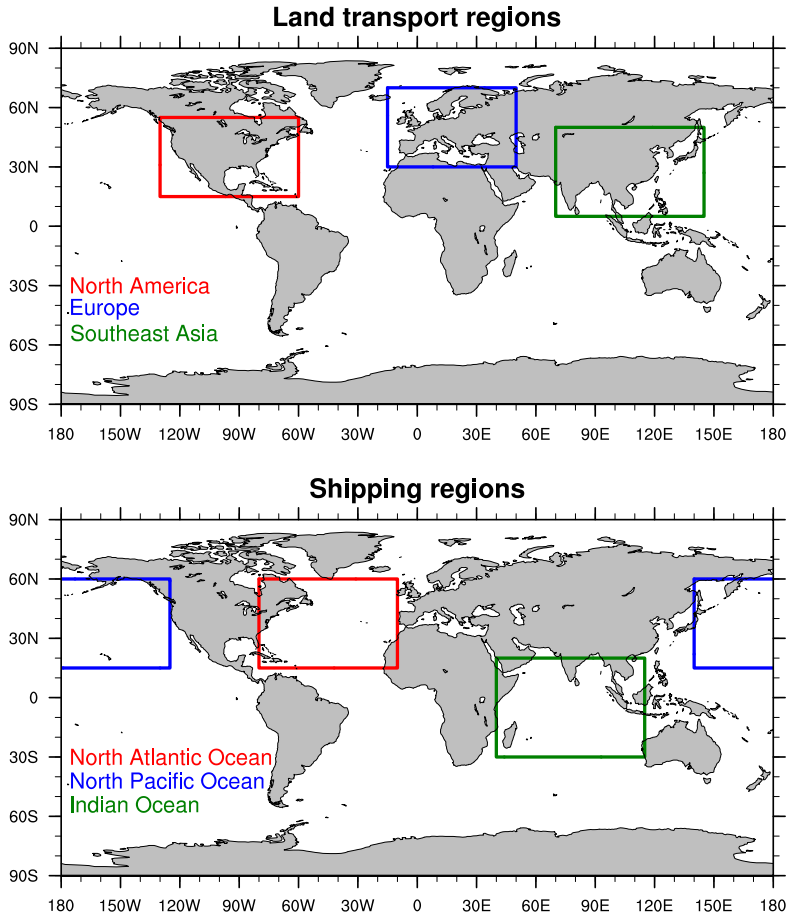 Land transport regions
90N
60N
30N
0
30S
60S
90S
North America
Europe
Southeast Asia
180 150W 120W 90W 60W 30W 0 30E 60E 90E 120E 150E 180
Shipping regions
90N
60N
30N
0
30S
60S
90S
North Atlantic Ocean
North Pacific Ocean
Indian Ocean
180 150W 120W 90W 60W 30W 0 30E 60E 90E 120E 150E 180